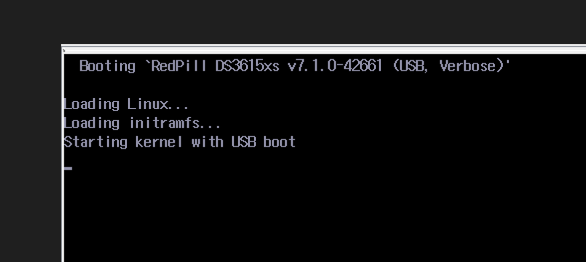 Booting `RedPill DS3615xs v7.1.0-42661 (USB, Verbose)'
Loading Linux...
Loading initramfs...
Starting kernel with USB boot